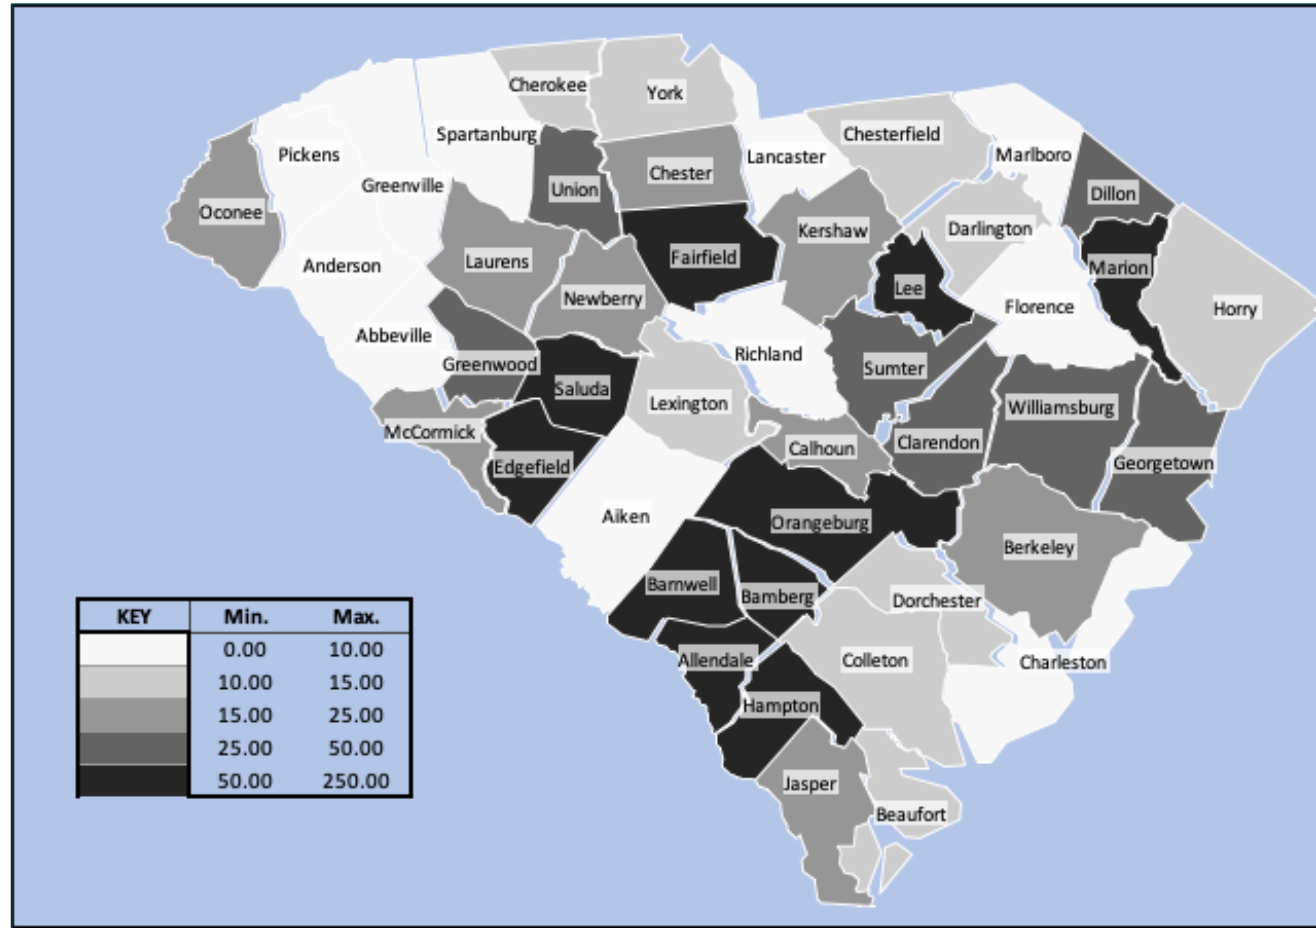 Cherokee
York
Spartanburg
Chesterfield
Pickens
Lancaster
Marlboro
Greenville
Union
Chester
Dillon
Oconee
Kershaw
Darlington
Anderson
Laurens
Fairfield
Marion
Newberry
Lee
Florence
Horry
Abbeville
Richland
Greenwood
Saluda
Sumter
Lexington
Williamsburg
McCormick
Clarendon
Calhoun
Edgefield
Georgetown
Aiken
Orangeburg
Berkeley
Barnwell
Bamberg
Dorchester
Allendale
Colleton
Charleston
Hampton
Jasper
Beaufort
KEY Min. Max.
0.00 10.00
10.00 15.00
15.00 25.00
25.00 50.00
50.00 250.00